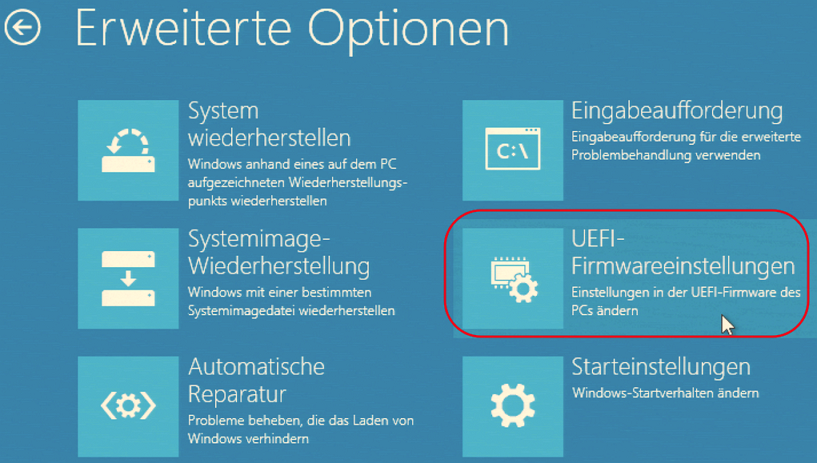 Erweiterte Optionen
System
wiederherstellen
Windows anhand eines auf dem PC
aufgezeichneten Wiederherstellungs-
punkts wiederherstellen
Eingabeaufforderung
Eingabeaufforderung für die erweiterte
Problembehandlung verwenden
C:\
Systemimage-
Wiederherstellung
Windows mit einer bestimmten
Systemimagedatei wiederherstellen
UEFI-
Firmwareeinstellungen
Einstellungen in der UEFI-Firmware des
PCs ändern
Automatische
Reparatur
Probleme beheben, die das Laden von
Windows verhindern
Starteinstellungen
Windows-Startverhalten ändern